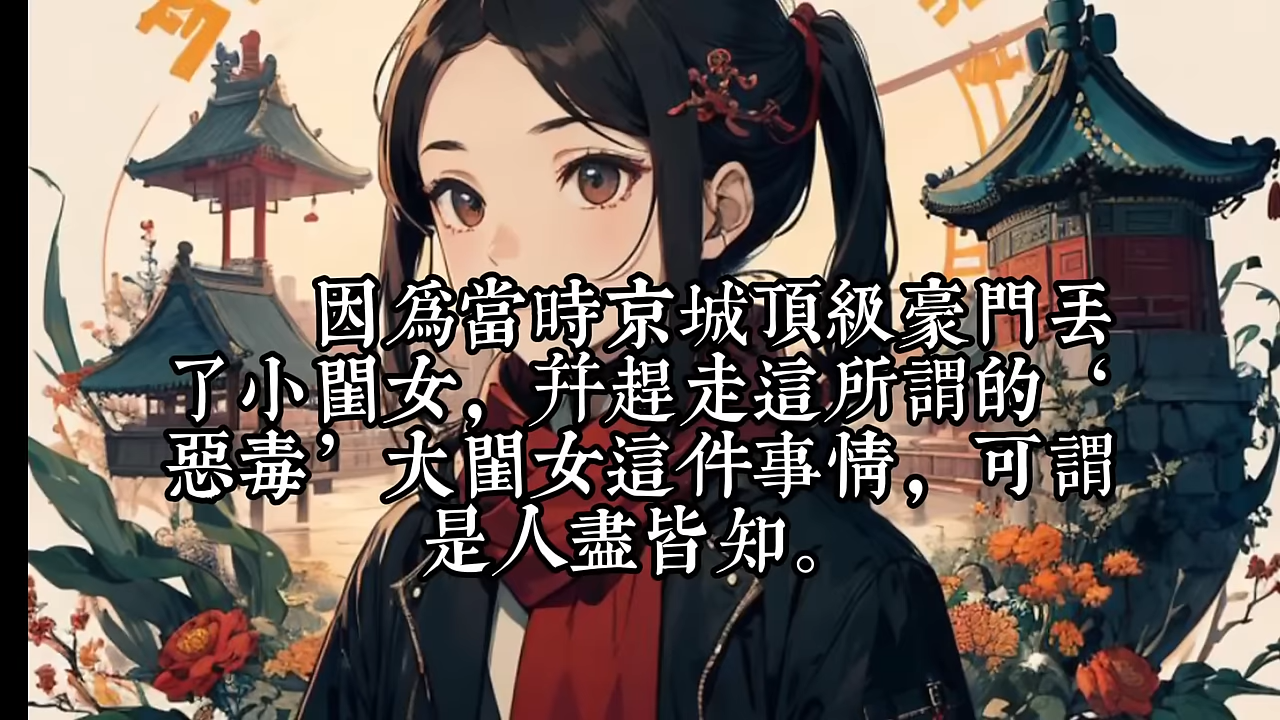 因爲當時京城頂級豪門丟
了小閨女，并趕走這所謂的‘
惡毒’大閨女這件事情，可謂
是人盡皆知。